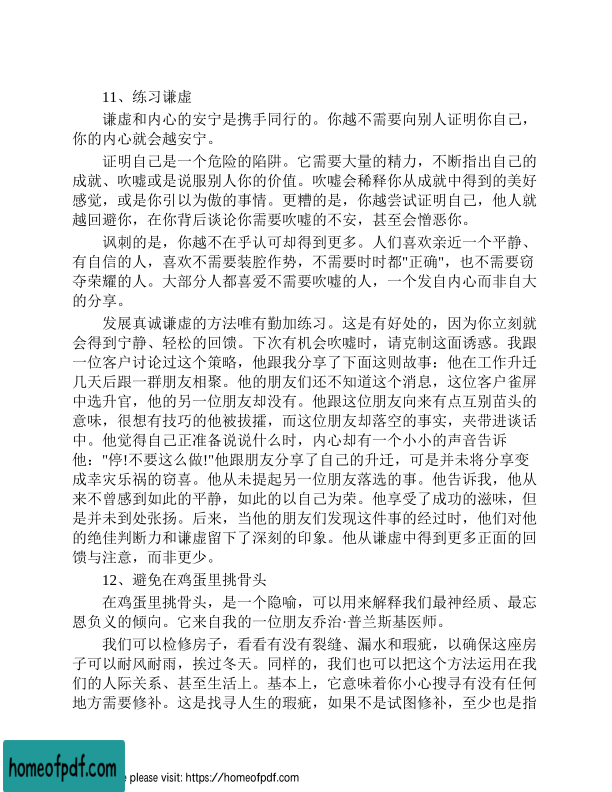 11、练习谦虚
谦虚和内心的安宁是携手同行的。你越不需要向别人证明你自己，
你的内心就会越安宁。
证明自己是一个危险的陷阱。它需要大量的精力，不断指出自己的
成就、吹嘘或是说服别人你的价值。吹嘘会稀释你从成就中得到的美好
感觉，或是你引以为傲的事情。更糟的是，你越尝试证明自己，他人就
越回避你，在你背后谈论你需要吹嘘的不安，甚至会憎恶你。
讽刺的是，你越不在乎认可却得到更多。人们喜欢亲近一个平静、
有自信的人，喜欢不需要装腔作势，不需要时时都"正确"，也不需要窃
夺荣耀的人。大部分人都喜爱不需要吹嘘的人，一个发自内心而非自大
的分享。
发展真诚谦虚的方法唯有勤加练习。这是有好处的，因为你立刻就
会得到宁静、轻松的回馈。下次有机会吹嘘时，请克制这面诱惑。我跟
一位客户讨论过这个策略，他跟我分享了下面这则故事：他在工作升迁
几天后跟一群朋友相聚。他的朋友们还不知道这个消息，这位客户雀屏
中选升官，他的另一位朋友却没有。他跟这位朋友向来有点互别苗头的
意味，很想有技巧的他被拔擢，而这位朋友却落空的事实，夹带进谈话
中。他觉得自己正准备说说什么时，内心却有一个小小的声音告诉
他："停!不要这么做!"他跟朋友分享了自己的升迁，可是并未将分享变
成幸灾乐祸的窃喜。他从未提起另一位朋友落选的事。他告诉我，他从
来不曾感到如此的平静，如此的以自己为荣。他享受了成功的滋味，但
是并未到处张扬。后来，当他的朋友们发现这件事的经过时，他们对他
的绝佳判断力和谦虚留下了深刻的印象。他从谦虚中得到更多正面的回
馈与注意，而非更少。
12、避免在鸡蛋里挑骨头
在鸡蛋里挑骨头，是一个隐喻，可以用来解释我们最神经质、最忘
恩负义的倾向。它来自我的一位朋友乔治·普兰斯基医师。
我们可以检修房子，看看有没有裂缝、漏水和瑕疵，以确保这座房
子可以耐风耐雨，挨过冬天。同样的，我们也可以把这个方法运用在我
们的人际关系、甚至生活上。基本上，它意味着你小心搜寻有没有任何
地方需要修补。这是找寻人生的瑕疵，如果不是试图修补，至少也是指
homeofpdf.com
e please visit: https://homeofpdf.com